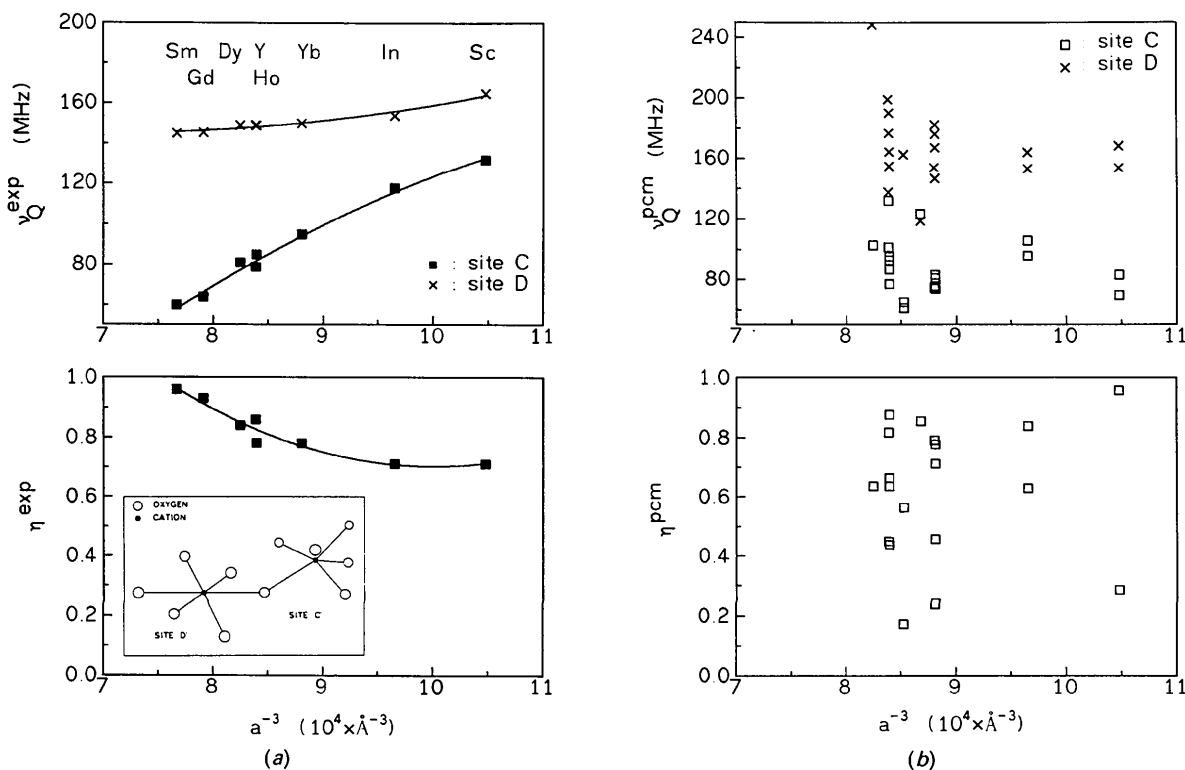 200
160
120
80
ν_Q^exp (MHz)
Sm Dy Y Yb In Sc
Gd Ho
■ : site C
× : site D
7 8 9 10 11
1.0
0.8
0.6
0.4
0.2
0.0
η^exp
○ OXYGEN
• CATION
SITE D'
SITE C'
7 8 9 10 11
a⁻³ (10⁴×Å⁻³)
(a)
240
200
160
120
80
ν_Q^pcm (MHz)
□ : site C
× : site D
7 8 9 10 11
1.0
0.8
0.6
0.4
0.2
0.0
η^pcm
7 8 9 10 11
a⁻³ (10⁴×Å⁻³)
(b)